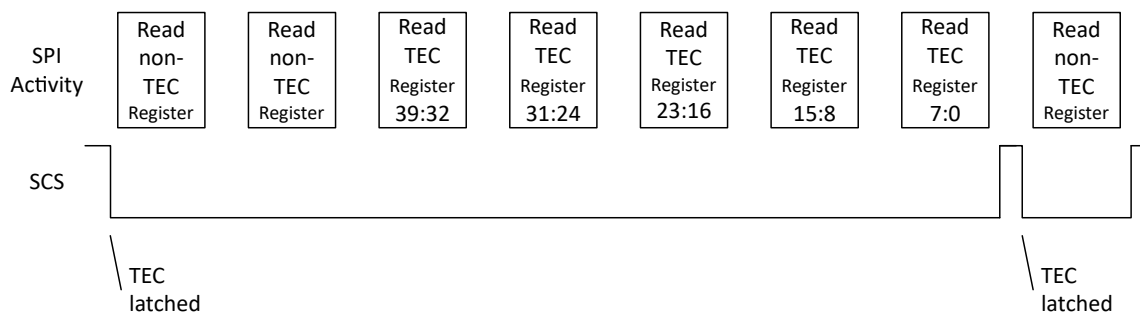 SPI
Activity
Read
non-
TEC
Register
Read
non-
TEC
Register
Read
TEC
Register
39:32
Read
TEC
Register
31:24
Read
TEC
Register
23:16
Read
TEC
Register
15:8
Read
TEC
Register
7:0
Read
non-
TEC
Register
SCS
TEC
latched
TEC
latched